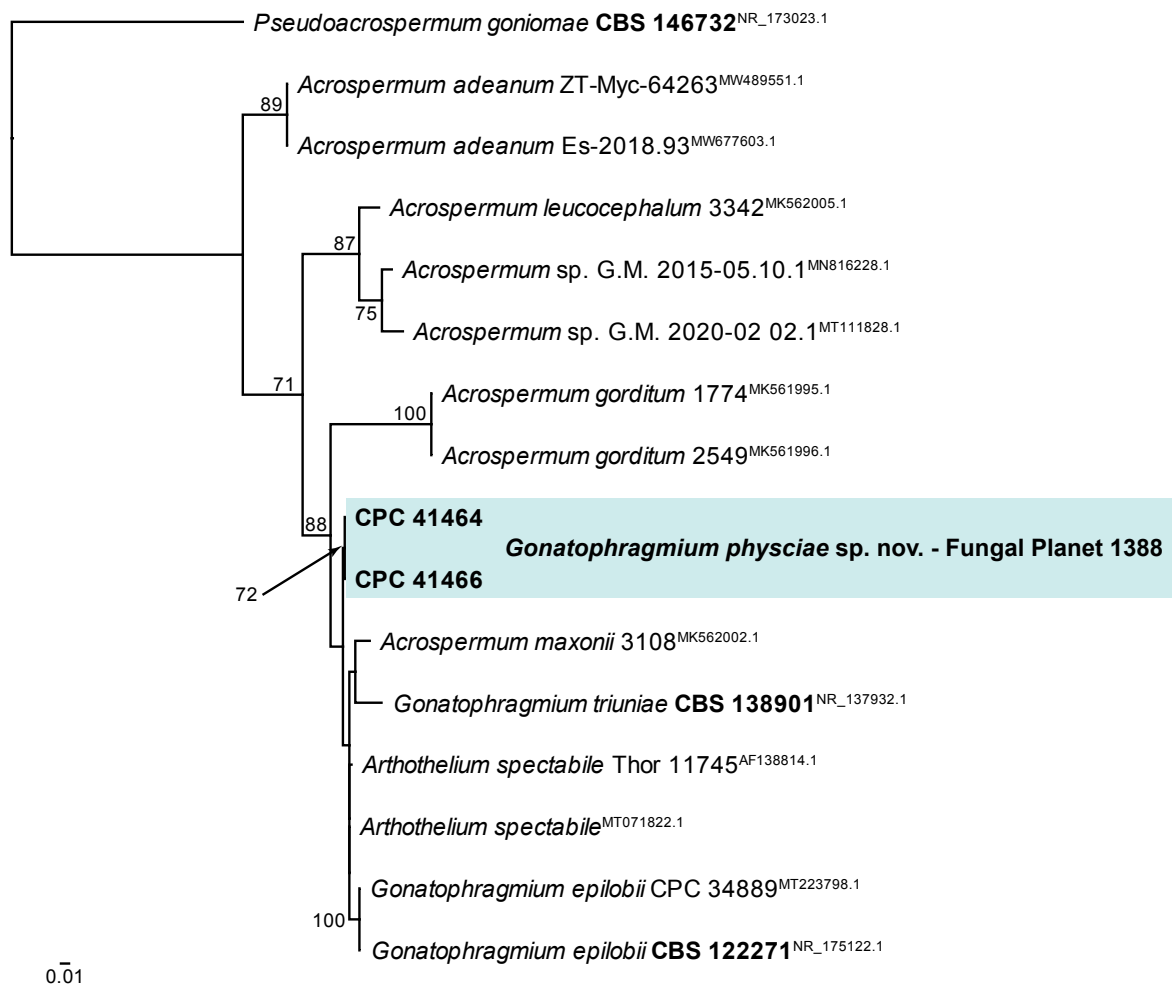 Pseudoacrospermum goniomae CBS 146732NR_173023.1
Acrospermum adeanum ZT-Myc-64263MW489551.1
89
Acrospermum adeanum Es-2018.93MW677603.1
Acrospermum leucocephalum 3342MK562005.1
87
Acrospermum sp. G.M. 2015-05.10.1MN816228.1
75
Acrospermum sp. G.M. 2020-02 02.1MT111828.1
71
Acrospermum gorditum 1774MK561995.1
100
Acrospermum gorditum 2549MK561996.1
88
CPC 41464
Gonatophragmium physciae sp. nov. - Fungal Planet 1388
CPC 41466
72
Acrospermum maxonii 3108MK562002.1
Gonatophragmium triuniae CBS 138901NR_137932.1
Arthothelium spectabile Thor 11745AF138814.1
Arthothelium spectabileMT071822.1
Gonatophragmium epilobii CPC 34889MT223798.1
100
Gonatophragmium epilobii CBS 122271NR_175122.1
0.01